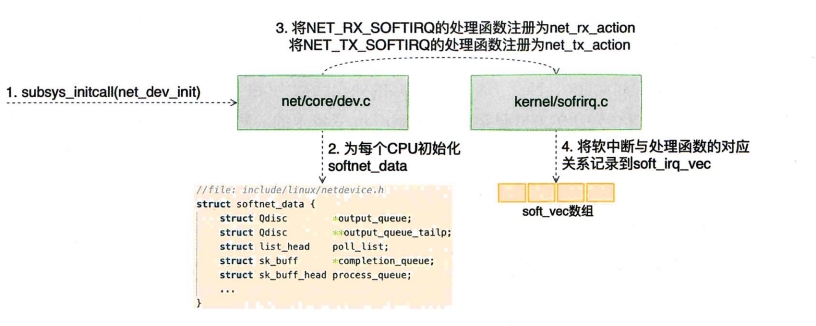 3. 将NET_RX_SOFTIRQ的处理函数注册为net_rx_action
将NET_TX_SOFTIRQ的处理函数注册为net_tx_action
1. subsys_initcall(net_dev_init)
net/core/dev.c
kernel/sofrirq.c
2. 为每个CPU初始化
softnet_data
4. 将软中断与处理函数的对应
关系记录到soft_irq_vec
//file: include/linux/netdevice.h
struct softnet_data {
struct Qdisc *output_queue;
struct Qdisc **output_queue_tailp;
struct list_head poll_list;
struct sk_buff *completion_queue;
struct sk_buff_head process_queue;
...
}
soft_vec数组